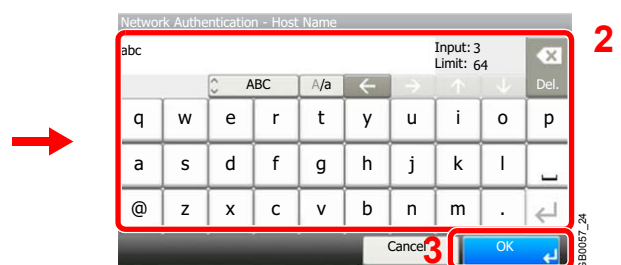 Network Authentication - Host Name
abc
Input: 3
Limit: 64
2
ABC
A/a
Del.
q w e r t y u i o p
a s d f g h j k l
@ z x c v b n m .
Cancel
3
OK
GB0057_24